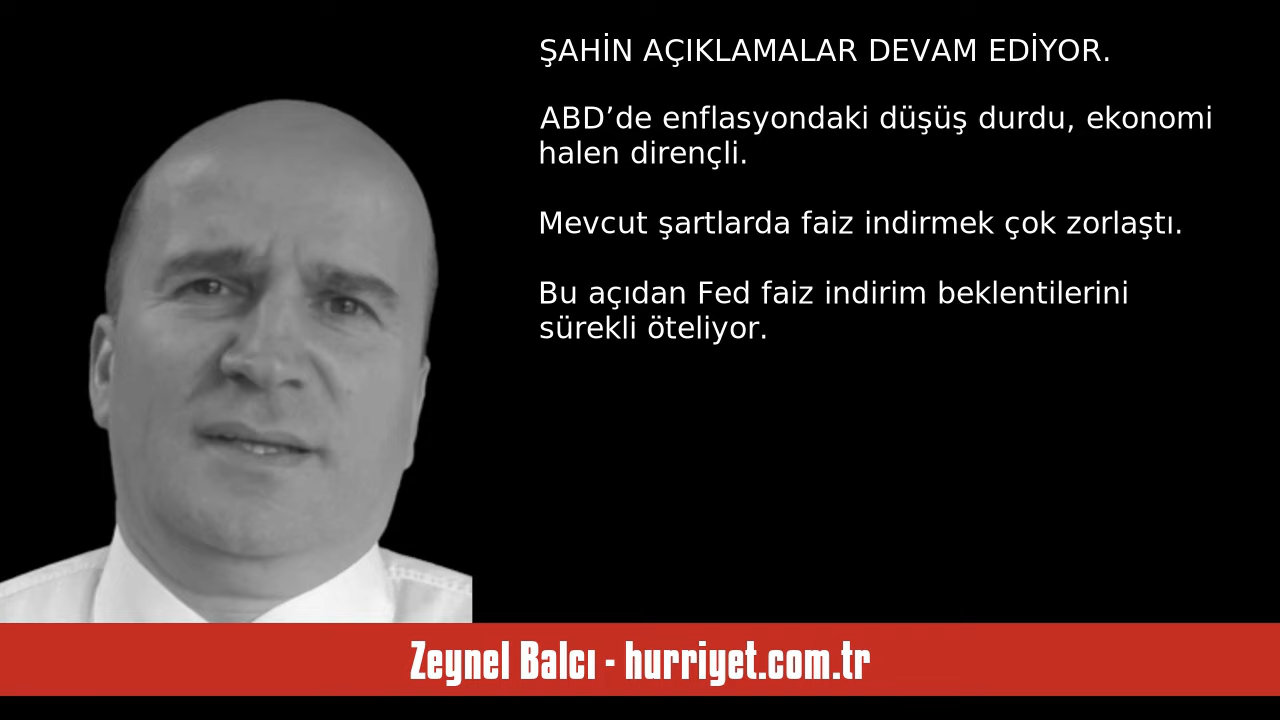 ŞAHİN AÇIKLAMALAR DEVAM EDİYOR.
ABD’de enflasyondaki düşüş durdu, ekonomi
halen dirençli.
Mevcut şartlarda faiz indirmek çok zorlaştı.
Bu açıdan Fed faiz indirim beklentilerini
sürekli öteliyor.
Zeynel Balcı - hurriyet.com.tr